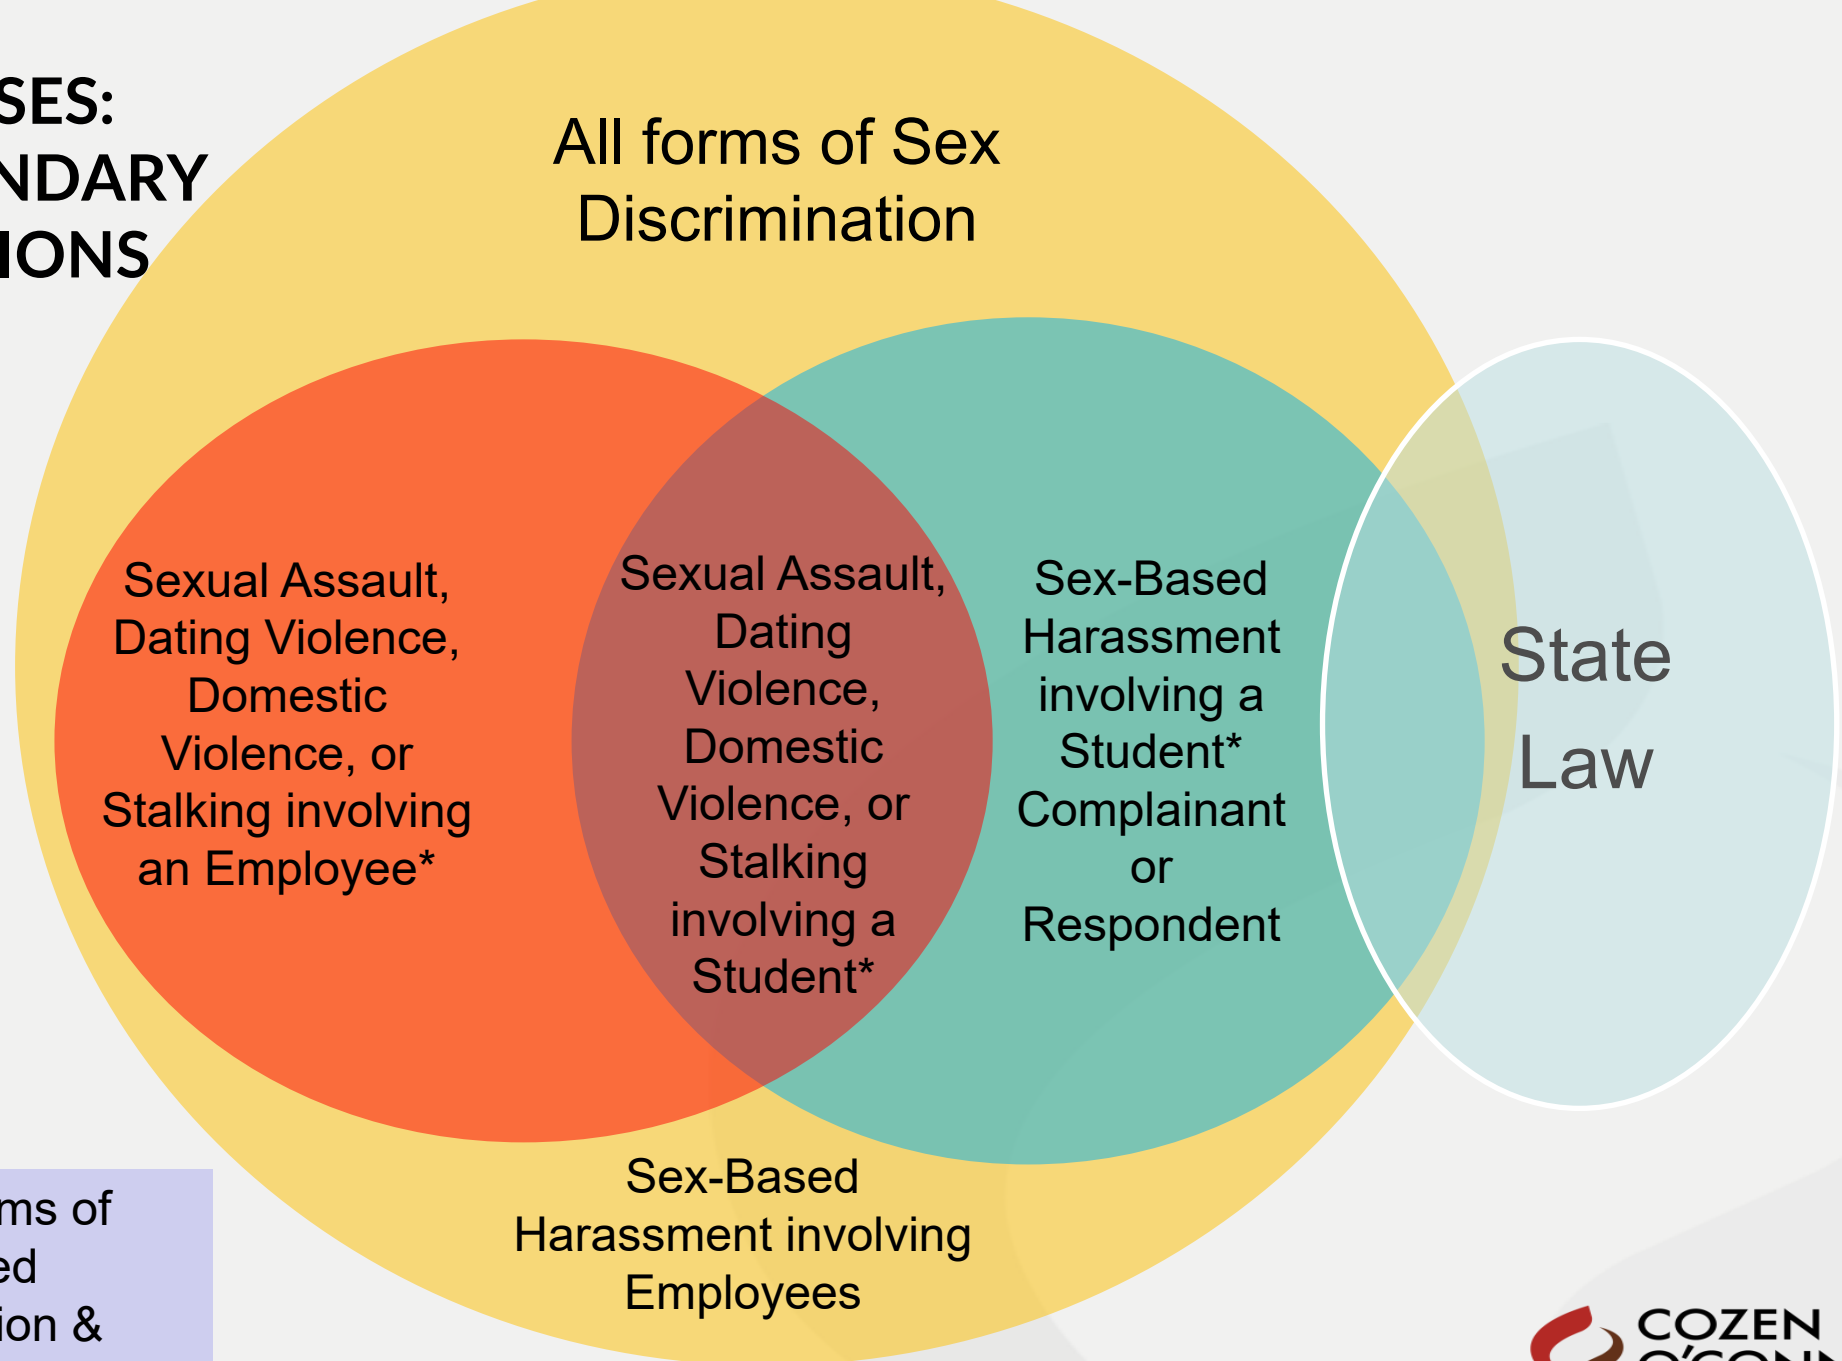 SES:
NDARY
IONS
All forms of Sex
Discrimination
Sexual Assault,
Dating Violence,
Domestic
Violence, or
Stalking involving
an Employee*
Sexual Assault,
Dating
Violence,
Domestic
Violence, or
Stalking
involving a
Student*
Sex-Based
Harassment
involving a
Student*
Complainant
or
Respondent
State
Law
Sex-Based
Harassment involving
Employees
ms of
ed
ion &
COZEN